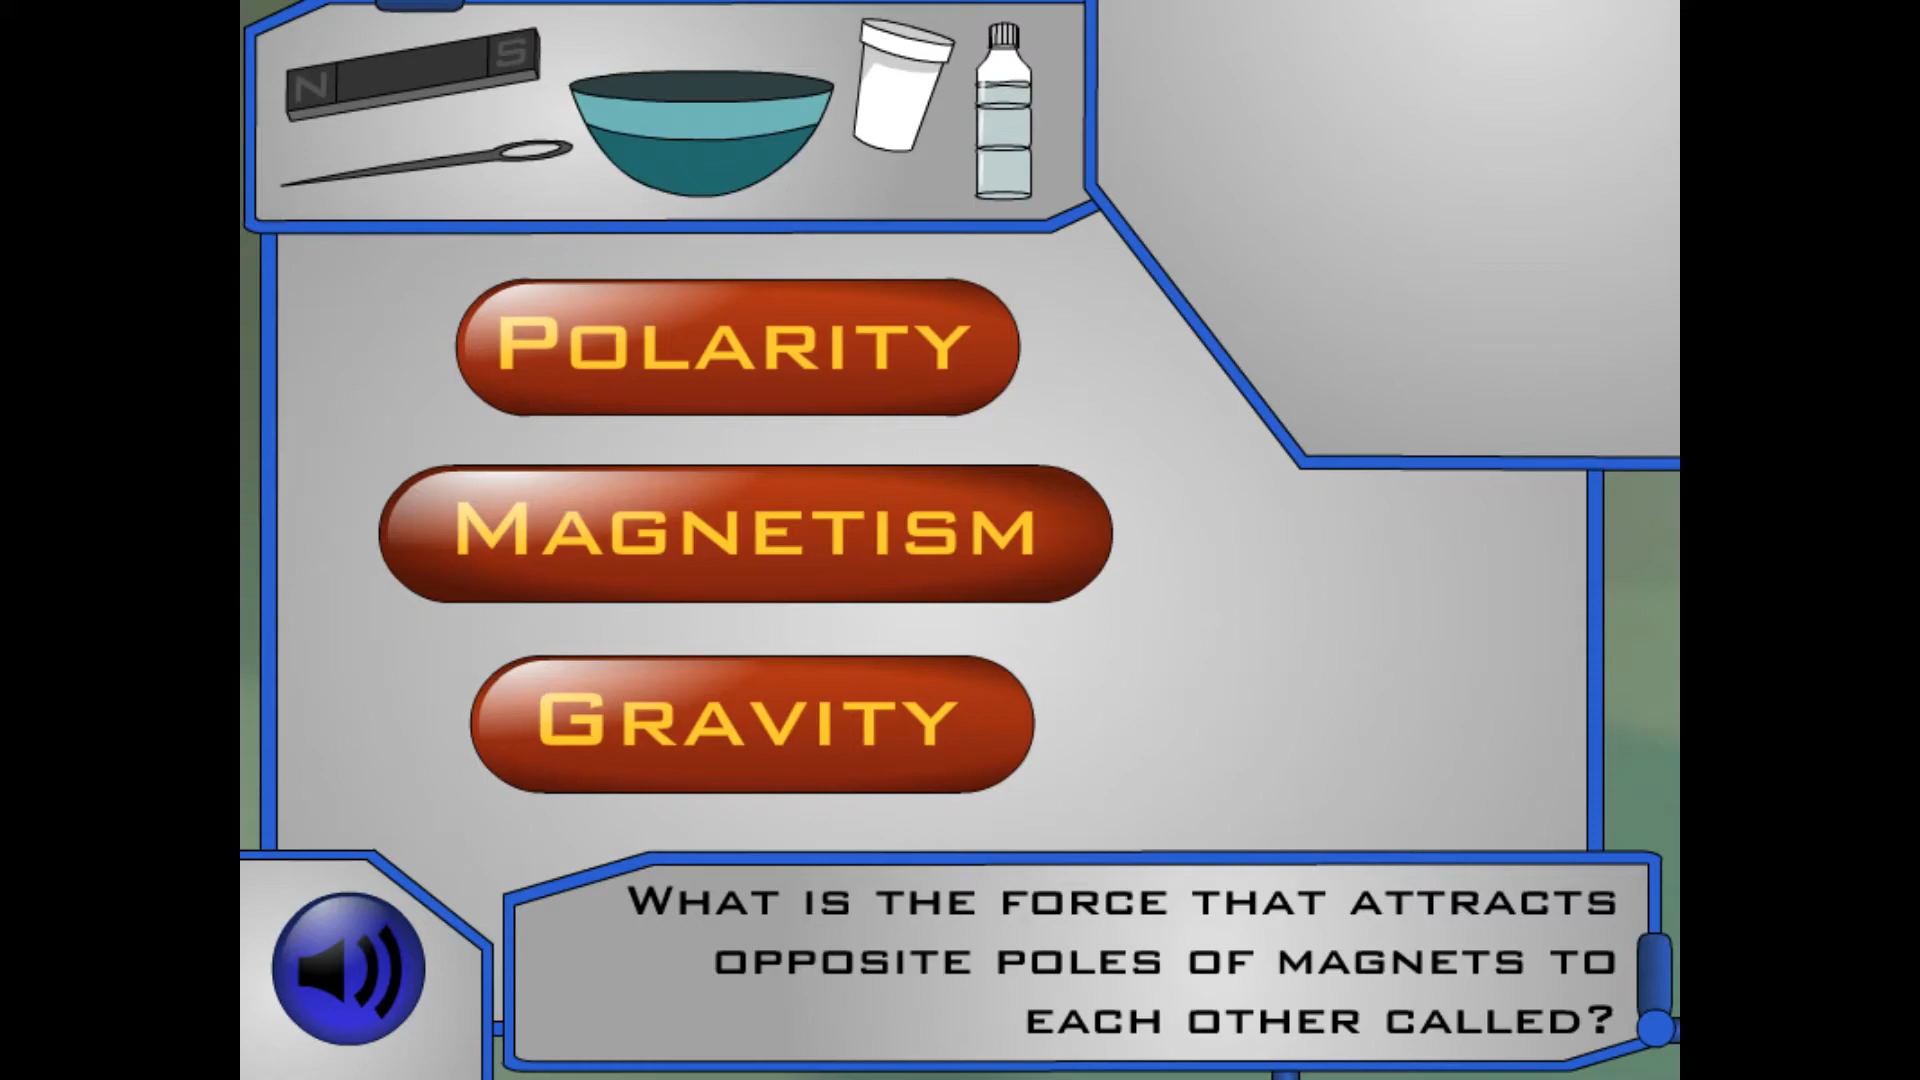 N S
POLARITY
MAGNETISM
GRAVITY
WHAT IS THE FORCE THAT ATTRACTS
OPPOSITE POLES OF MAGNETS TO
EACH OTHER CALLED?